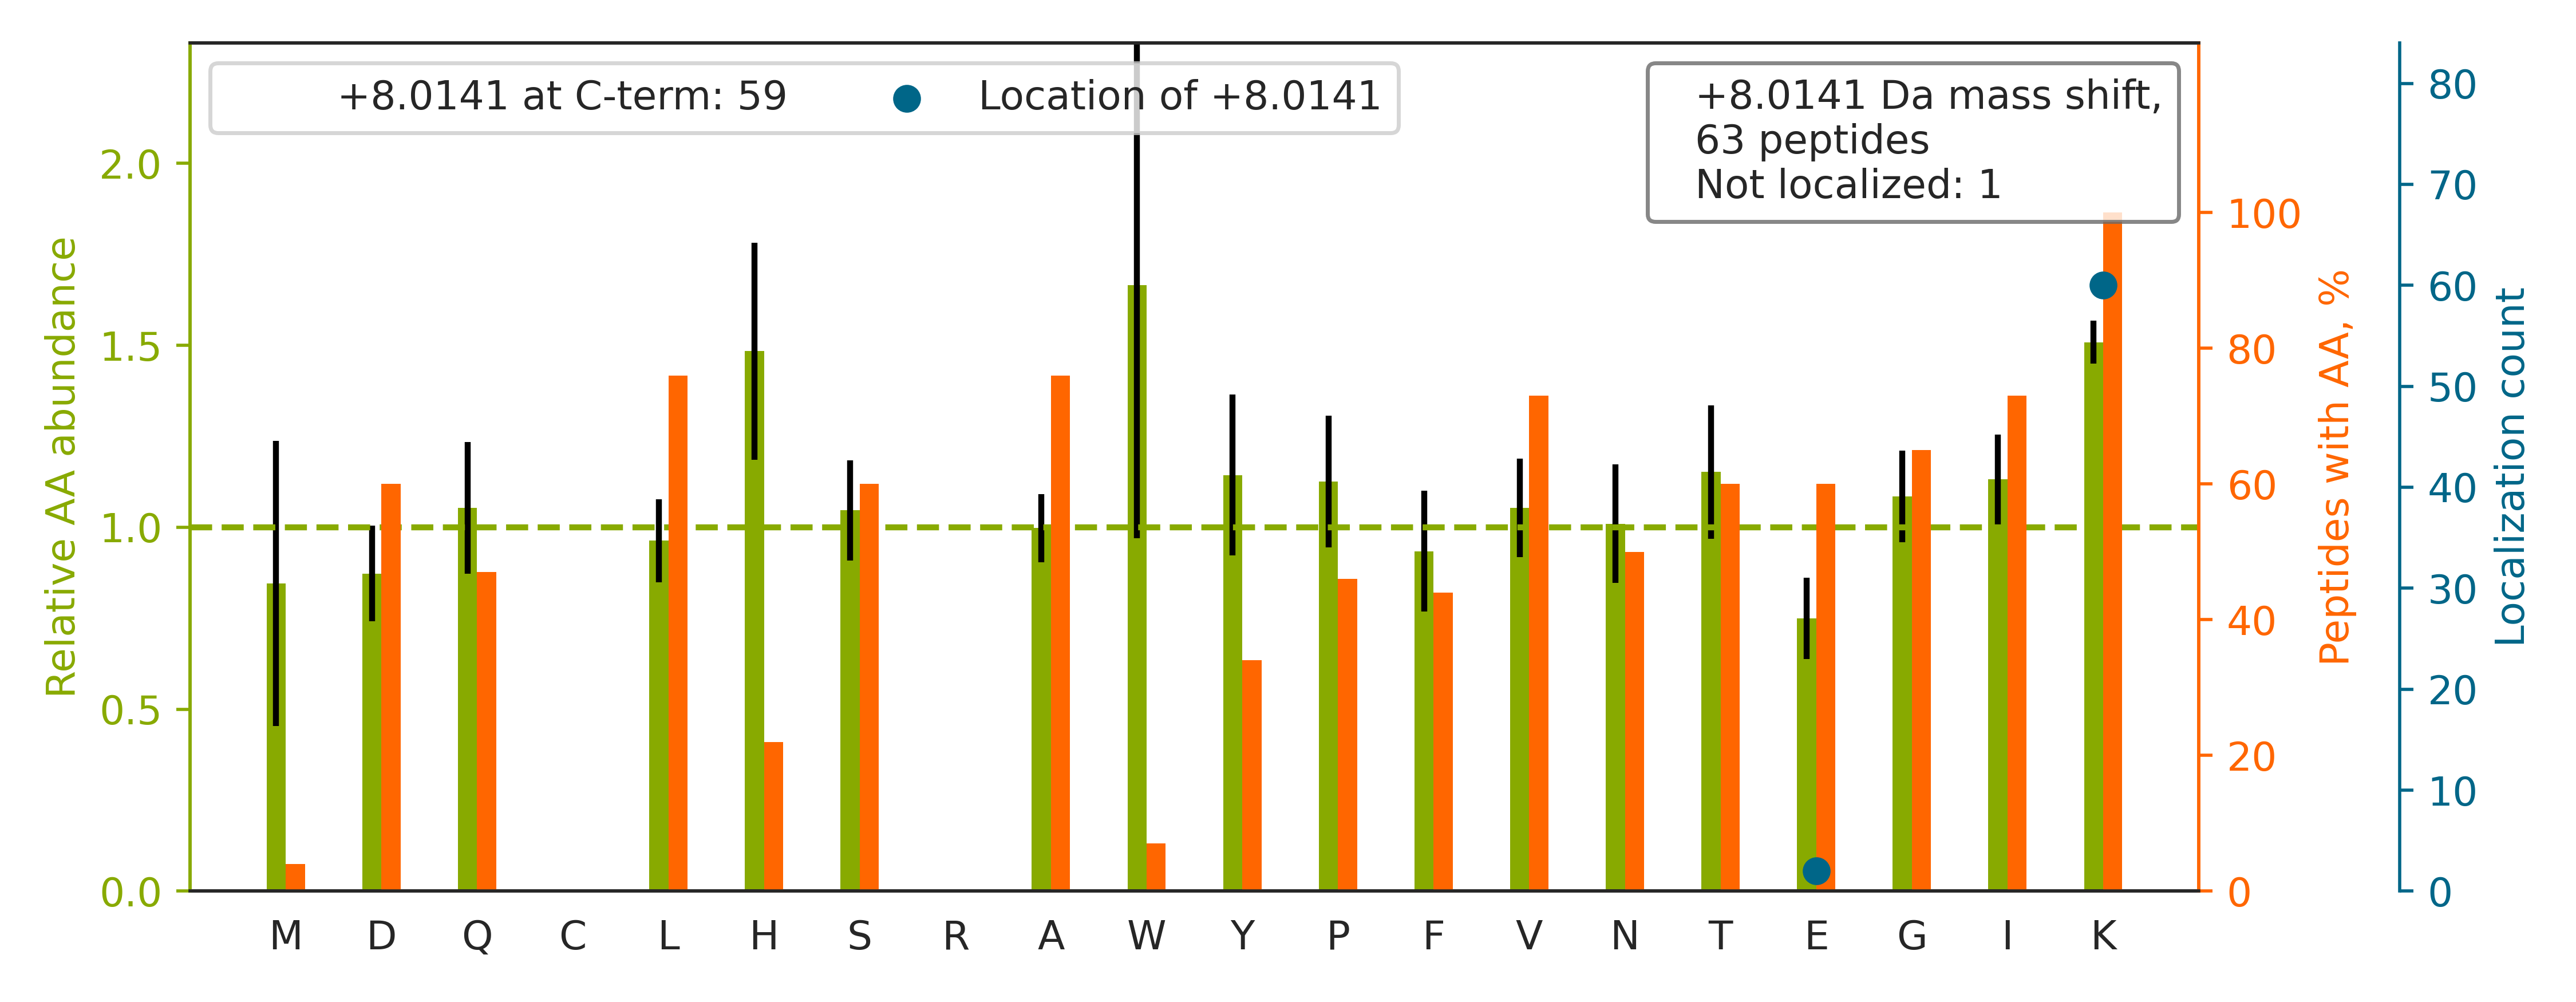 +8.0141 at C-term: 59
Location of +8.0141
+8.0141 Da mass shift,
63 peptides
Not localized: 1
Relative AA abundance
2.0
1.5
1.0
0.5
0.0
M D Q C L H S R A W Y P F V N T E G I K
100
80
60
40
20
0
Peptides with AA, %
80
70
60
50
40
30
20
10
0
Localization count